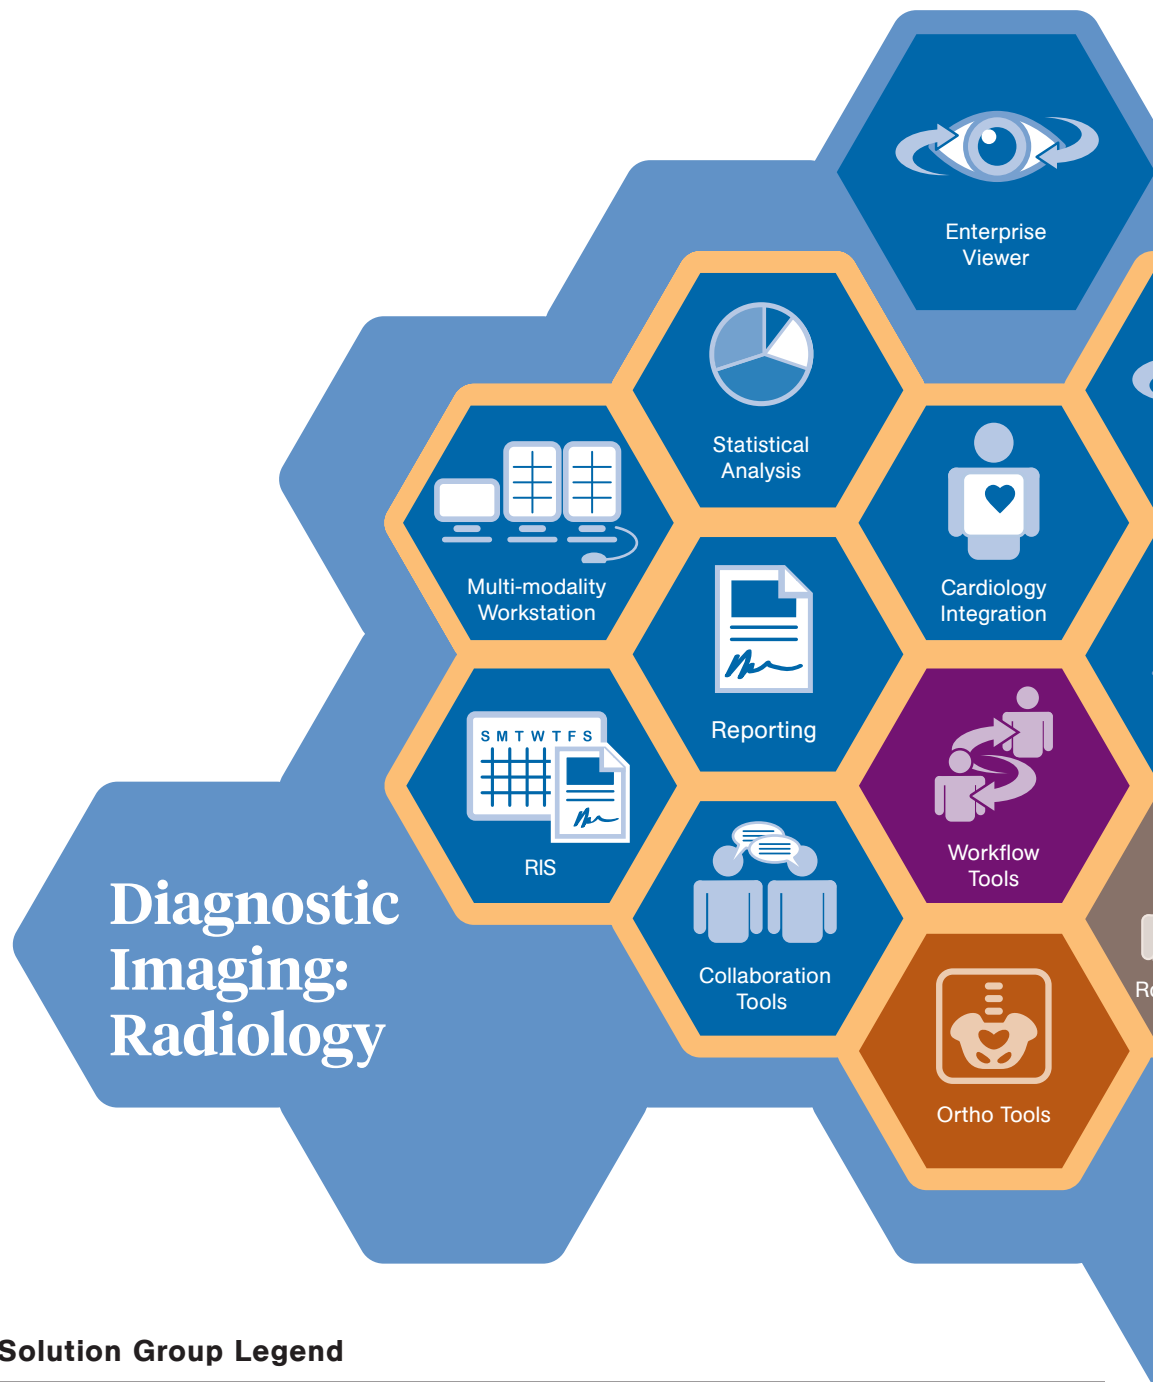 Enterprise
Viewer
Statistical
Analysis
Multi-modality
Workstation
Cardiology
Integration
Reporting
S M T W T F S
RIS
Workflow
Tools
Diagnostic
Imaging:
Radiology
Collaboration
Tools
Ortho Tools
Solution Group Legend